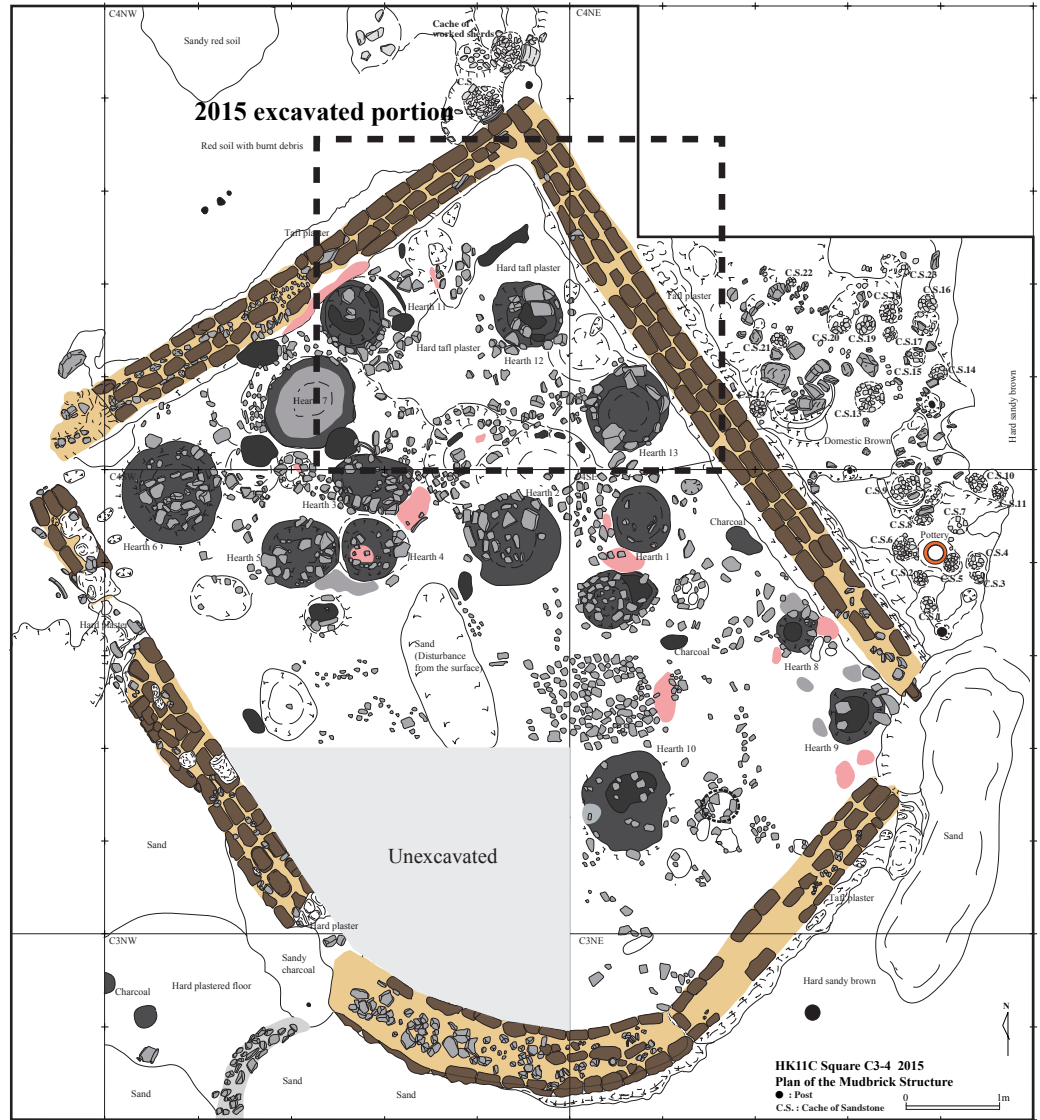 C4NW
C4NE
Cache of
worked sherds
Sandy red soil
C.S.
2015 excavated portion
Red soil with burnt debris
Tafl plaster
Hard tafl plaster
Tafl plaster
C.S.22
C.S.23
C.S.16
Hearth 11
Hard tafl plaster
Hearth 12
C.S.21
C.S.20
C.S.19
C.S.17
C.S.15
C.S.14
Hearth 7
C.S.12
C.S.13
Hard sandy brown
Domestic Brown
Hearth 13
C4SW
C4SE
C.S.10
C.S.9
C.S.11
Hearth 3
Hearth 2
C.S.7
C.S.8
Charcoal
Hearth 6
Hearth 5
Hearth 4
Hearth 1
C.S.6
Pottery
C.S.4
C.S.2
C.S.5
C.S.3
C.S.1
Hard plaster
Sand
(Disturbance
from the surface)
Charcoal
Hearth 8
Hearth 10
Hearth 9
Sand
Unexcavated
Sand
Tafl plaster
Hard plaster
C3NW
C3NE
Sandy
charcoal
Charcoal
Hard plastered floor
Hard sandy brown
N
Sand
Sand
Sand
HK11C Square C3-4 2015
Plan of the Mudbrick Structure
● : Post
C.S. : Cache of Sandstone
0 1m